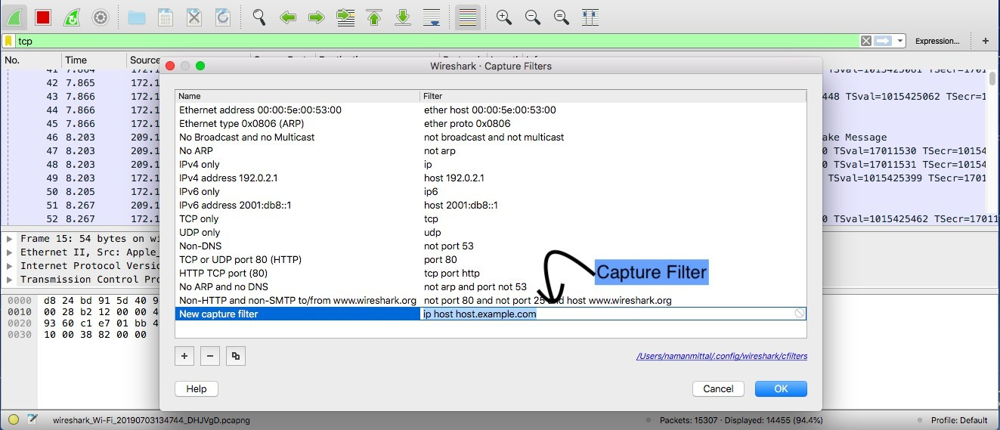 tcp
Expression...
+
No. Time Source
Wireshark · Capture Filters
Name Filter
Ethernet address 00:00:5e:00:53:00 ether host 00:00:5e:00:53:00
Ethernet type 0x0806 (ARP) ether proto 0x0806
No Broadcast and no Multicast not broadcast and not multicast
No ARP not arp
IPv4 only ip
IPv4 address 192.0.2.1 host 192.0.2.1
IPv6 only ip6
IPv6 address 2001:db8::1 host 2001:db8::1
TCP only tcp
UDP only udp
Non-DNS not port 53
TCP or UDP port 80 (HTTP) port 80
HTTP TCP port (80) tcp port http
No ARP and no DNS not arp and port not 53
Non-HTTP and non-SMTP to/from www.wireshark.org not port 80 and not port 25 and host www.wireshark.org
New capture filter ip host host.example.com
Capture Filter
+ −
/Users/namanmittal/.config/wireshark/cfilters
Help Cancel OK
41 7.864 172.1 TSval=1015425061 TSecr=1701
42 7.865 172.1
43 7.866 172.1 448 TSval=1015425062 TSecr=1
44 7.866 172.1
45 7.866 172.1
46 8.203 209.1 ake Message
47 8.203 209.1 0 TSval=17011530 TSecr=10154
48 8.203 209.1 0 TSval=17011531 TSecr=10154
49 8.203 172.1 TSval=1015425399 TSecr=1701
50 8.205 172.1
51 8.267 209.1
52 8.267 172.1 0 TSval=1015425462 TSecr=17011
Frame 15: 54 bytes on wi
Ethernet II, Src: Apple_
Internet Protocol Versio
Transmission Control Pro
0000 d8 24 bd 91 5d 40 9
0010 00 28 b2 12 00 00 4
0020 93 60 c1 e7 01 bb 4
0030 10 00 38 82 00 00
wireshark_Wi-Fi_20190703134744_DHJVgD.pcapng Packets: 15307 · Displayed: 14455 (94.4%) Profile: Default